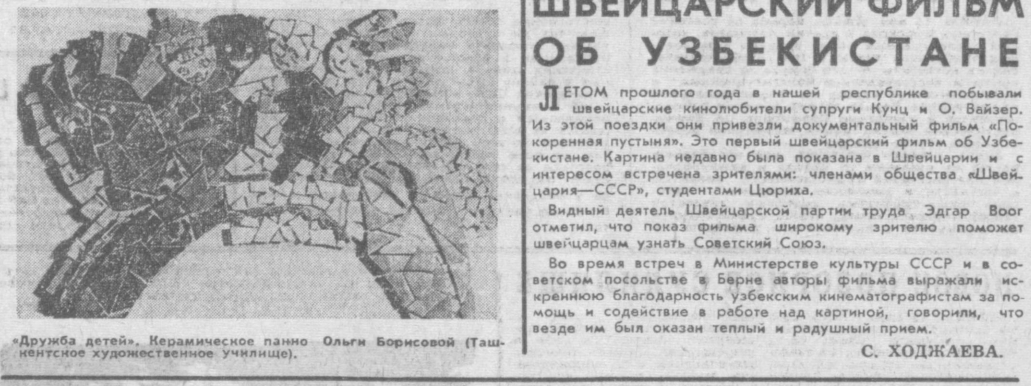 «Дружба детей». Керамическое панно Ольги Борисовой (Таш-
кентское художественное училище).
ШВЕЙЦАРСКИЙ ФИЛЬМ
ОБ УЗБЕКИСТАНЕ
ЛЕТОМ прошлого года в нашей республике побывали
швейцарские кинолюбители супруги Кунц и О. Вайзер.
Из этой поездки они привезли документальный фильм «По-
коренная пустыня». Это первый швейцарский фильм об Узбе-
кистане. Картина недавно была показана в Швейцарии и с
интересом встречена зрителями: членами общества «Швей-
цария—СССР», студентами Цюриха.
Видный деятель Швейцарской партии труда Эдгар Воог
отметил, что показ фильма широкому зрителю поможет
швейцарцам узнать Советский Союз.
Во время встреч в Министерстве культуры СССР и в со-
ветском посольстве в Берне авторы фильма выражали ис-
креннюю благодарность узбекским кинематографистам за по-
мощь и содействие в работе над картиной, говорили, что
везде им был оказан теплый и радушный прием.
С. ХОДЖАЕВА.